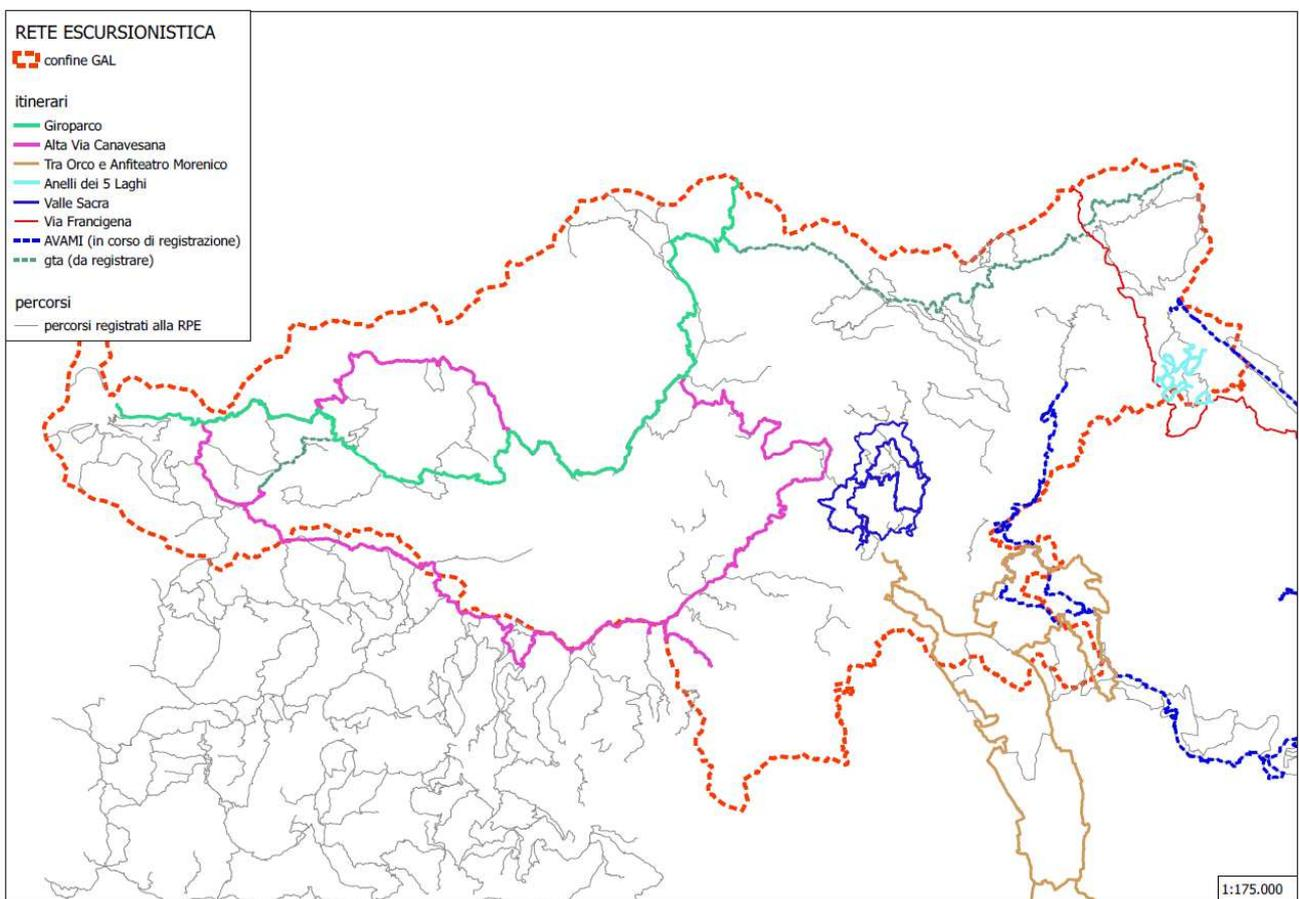 RETE ESCURSIONISTICA
confine GAL
itinerari
Giroparco
Alta Via Canavesana
Tra Orco e Anfiteatro Morenico
Anelli dei 5 Laghi
Valle Sacra
Via Francigena
AVAMI (in corso di registrazione)
gta (da registrare)
percorsi
percorsi registrati alla RPE
1:175.000